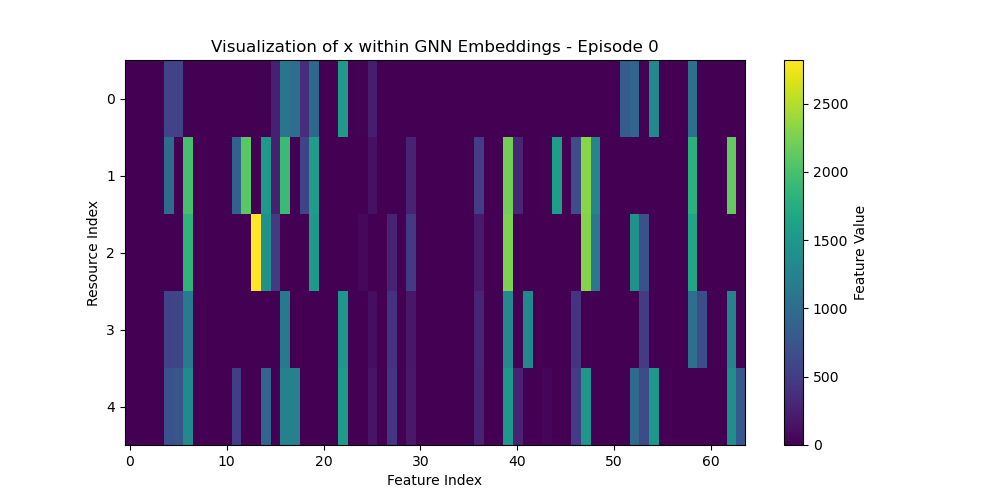 Visualization of x within GNN Embeddings - Episode 0
Resource Index
0
1
2
3
4
0 10 20 30 40 50 60
Feature Index
2500
2000
1500
1000
500
0
Feature Value